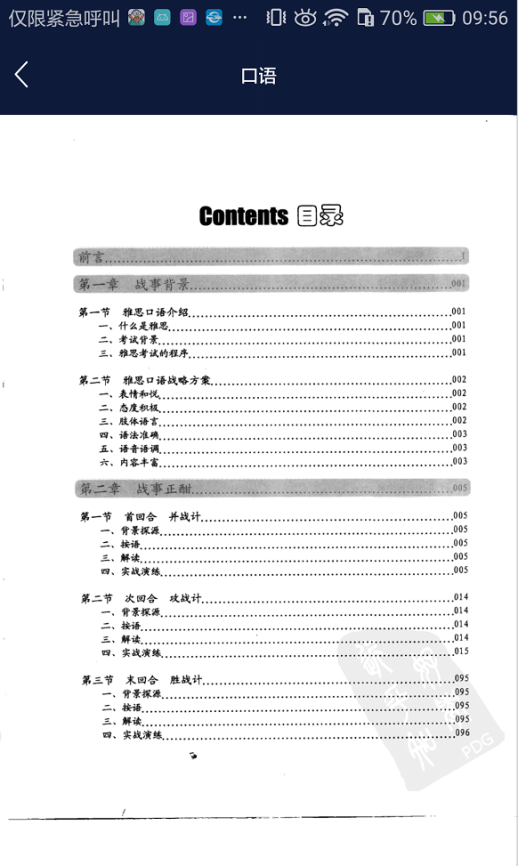 仅限紧急呼叫 ··· 70% 09:56
口语
Contents 目录
前言 I
第一章 战事背景 001
第一节 雅思口语介绍 001
一、什么是雅思 001
二、考试背景 001
三、雅思考试的程序 001
第二节 雅思口语战略方案 002
一、表情和悦 002
二、态度积极 002
三、肢体语言 002
四、语法准确 003
五、语音语调 003
六、内容丰富 003
第二章 战事正酣 005
第一节 首回合 并战计 005
一、背景探源 005
二、按语 005
三、解读 005
四、实战演练 005
第二节 次回合 攻战计 014
一、背景探源 014
二、按语 014
三、解读 014
四、实战演练 015
第三节 末回合 胜战计 095
一、背景探源 095
二、按语 095
三、解读 095
四、实战演练 096
PDG